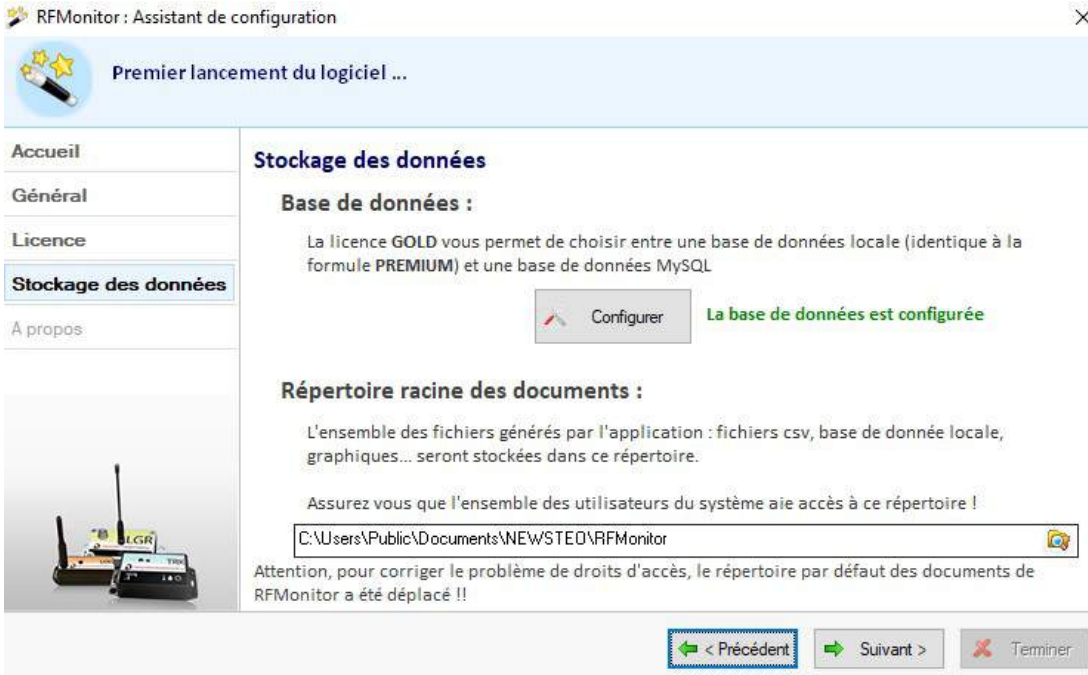 RFMonitor : Assistant de configuration
Premier lancement du logiciel ...
Accueil
Général
Licence
Stockage des données
A propos
Stockage des données
Base de données :
La licence GOLD vous permet de choisir entre une base de données locale (identique à la
formule PREMIUM) et une base de données MySQL
Configurer
La base de données est configurée
Répertoire racine des documents :
L'ensemble des fichiers générés par l'application : fichiers csv, base de donnée locale,
graphiques... seront stockées dans ce répertoire.
Assurez vous que l'ensemble des utilisateurs du système aie accès à ce répertoire !
C:\Users\Public\Documents\NEWSTEO\RFMonitor
Attention, pour corriger le problème de droits d'accès, le répertoire par défaut des documents de
RFMonitor a été déplacé !!
LGR
TRX
< Précédent
Suivant >
Terminer